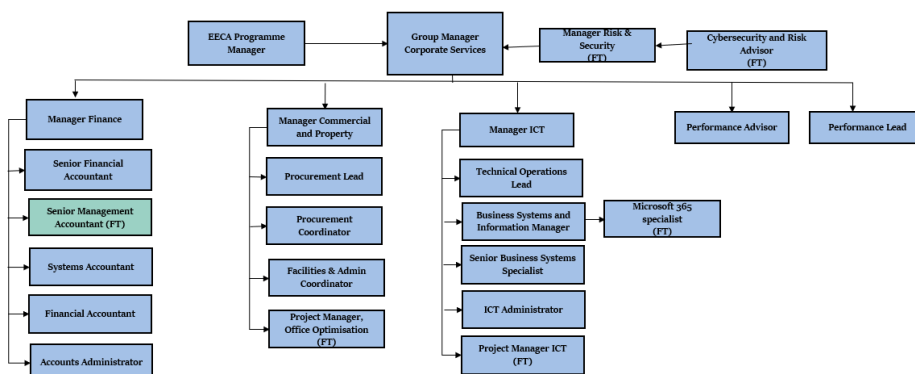 EECA Programme
Manager
Group Manager
Corporate Services
Manager Risk &
Security
(FT)
Cybersecurity and Risk
Advisor
(FT)
Manager Finance
Manager Commercial
and Property
Manager ICT
Performance Advisor
Performance Lead
Senior Financial
Accountant
Senior Management
Accountant (FT)
Systems Accountant
Financial Accountant
Accounts Administrator
Procurement Lead
Procurement
Coordinator
Facilities & Admin
Coordinator
Project Manager,
Office Optimisation
(FT)
Technical Operations
Lead
Business Systems and
Information Manager
Microsoft 365
specialist
(FT)
Senior Business Systems
Specialist
ICT Administrator
Project Manager ICT
(FT)